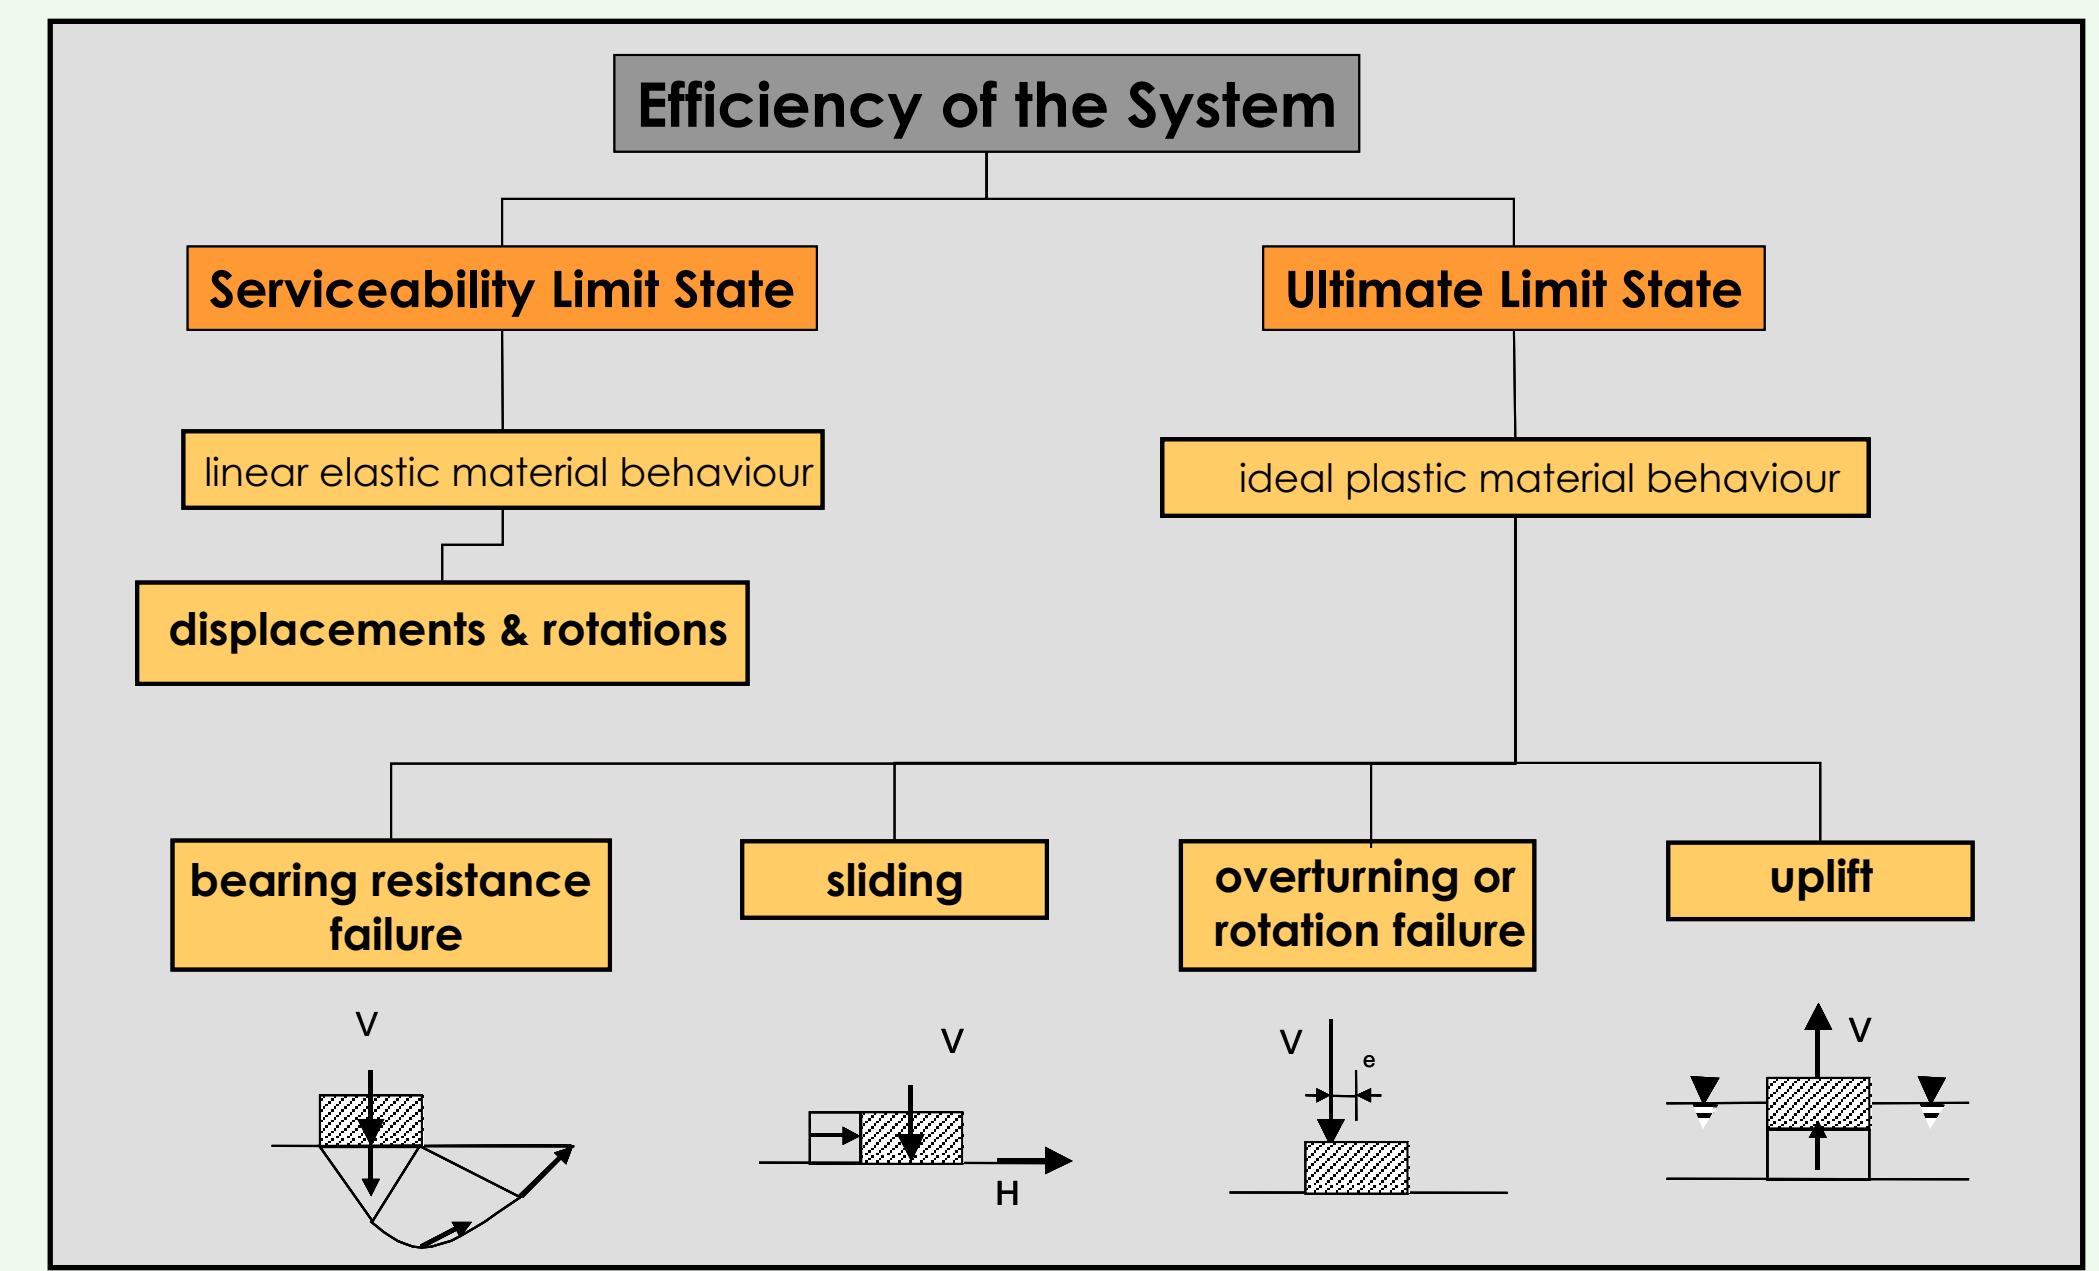 Efficiency of the System
Serviceability Limit State
Ultimate Limit State
linear elastic material behaviour
ideal plastic material behaviour
displacements & rotations
bearing resistance
failure
sliding
overturning or
rotation failure
uplift
V
V
H
V
e
V